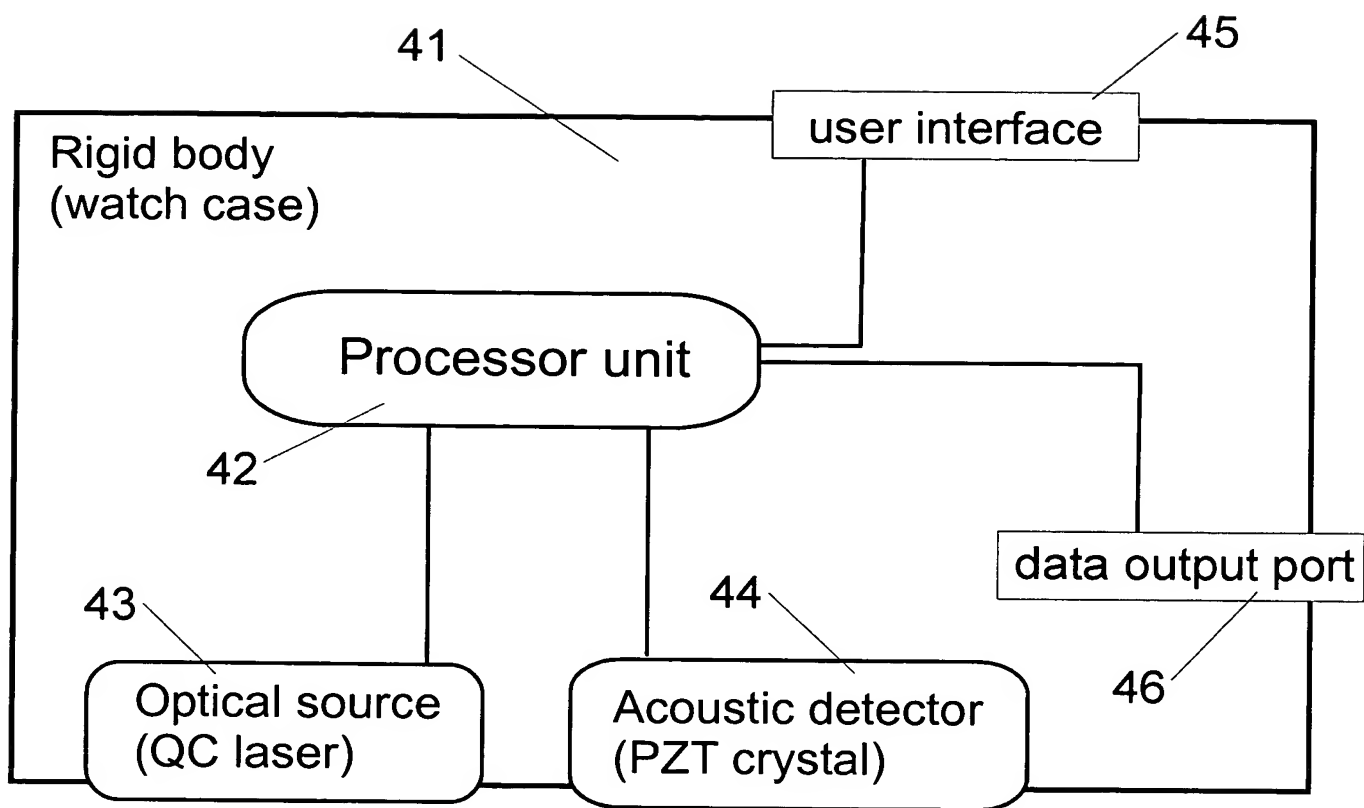 41
45
user interface
Rigid body
(watch case)
Processor unit
42
data output port
43
44
46
Optical source
(QC laser)
Acoustic detector
(PZT crystal)